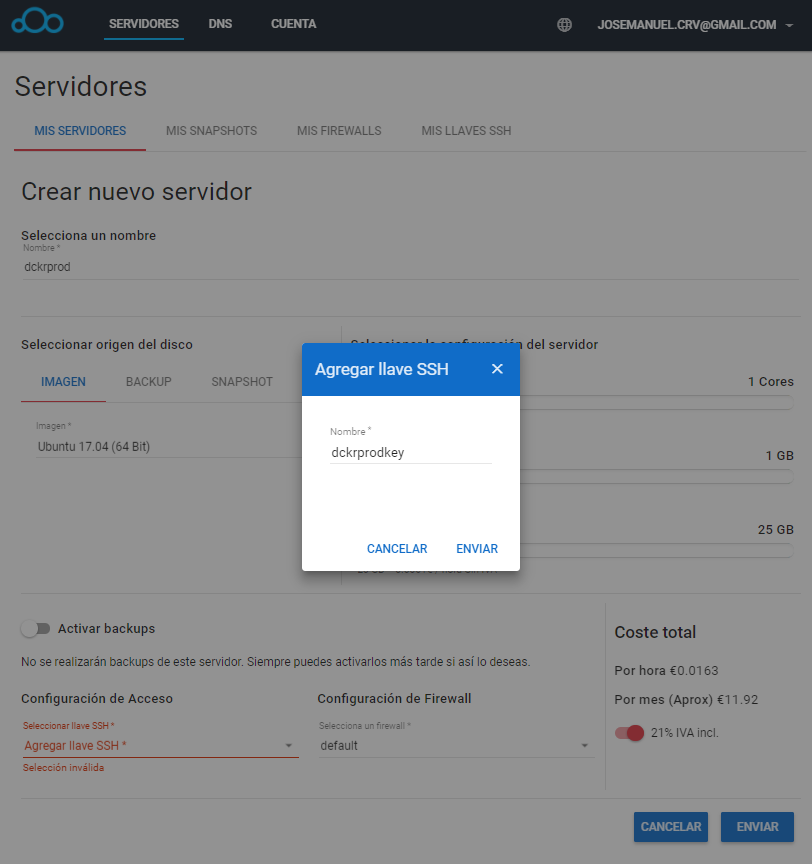 SERVIDORES DNS CUENTA JOSEMANUEL.CRV@GMAIL.COM
Servidores
MIS SERVIDORES MIS SNAPSHOTS MIS FIREWALLS MIS LLAVES SSH
Crear nuevo servidor
Selecciona un nombre
Nombre *
dckrprod
Seleccionar origen del disco
del servidor
IMAGEN BACKUP SNAPSHOT
Imagen *
Ubuntu 17.04 (64 Bit)
1 Cores
1 GB
25 GB
Agregar llave SSH
Nombre *
dckrprodkey
CANCELAR ENVIAR
Activar backups
No se realizarán backups de este servidor. Siempre puedes activarlos más tarde si así lo deseas.
Configuración de Acceso
Seleccionar llave SSH *
Agregar llave SSH *
Selección inválida
Configuración de Firewall
Selecciona un firewall *
default
Coste total
Por hora €0.0163
Por mes (Aprox) €11.92
21% IVA incl.
CANCELAR ENVIAR